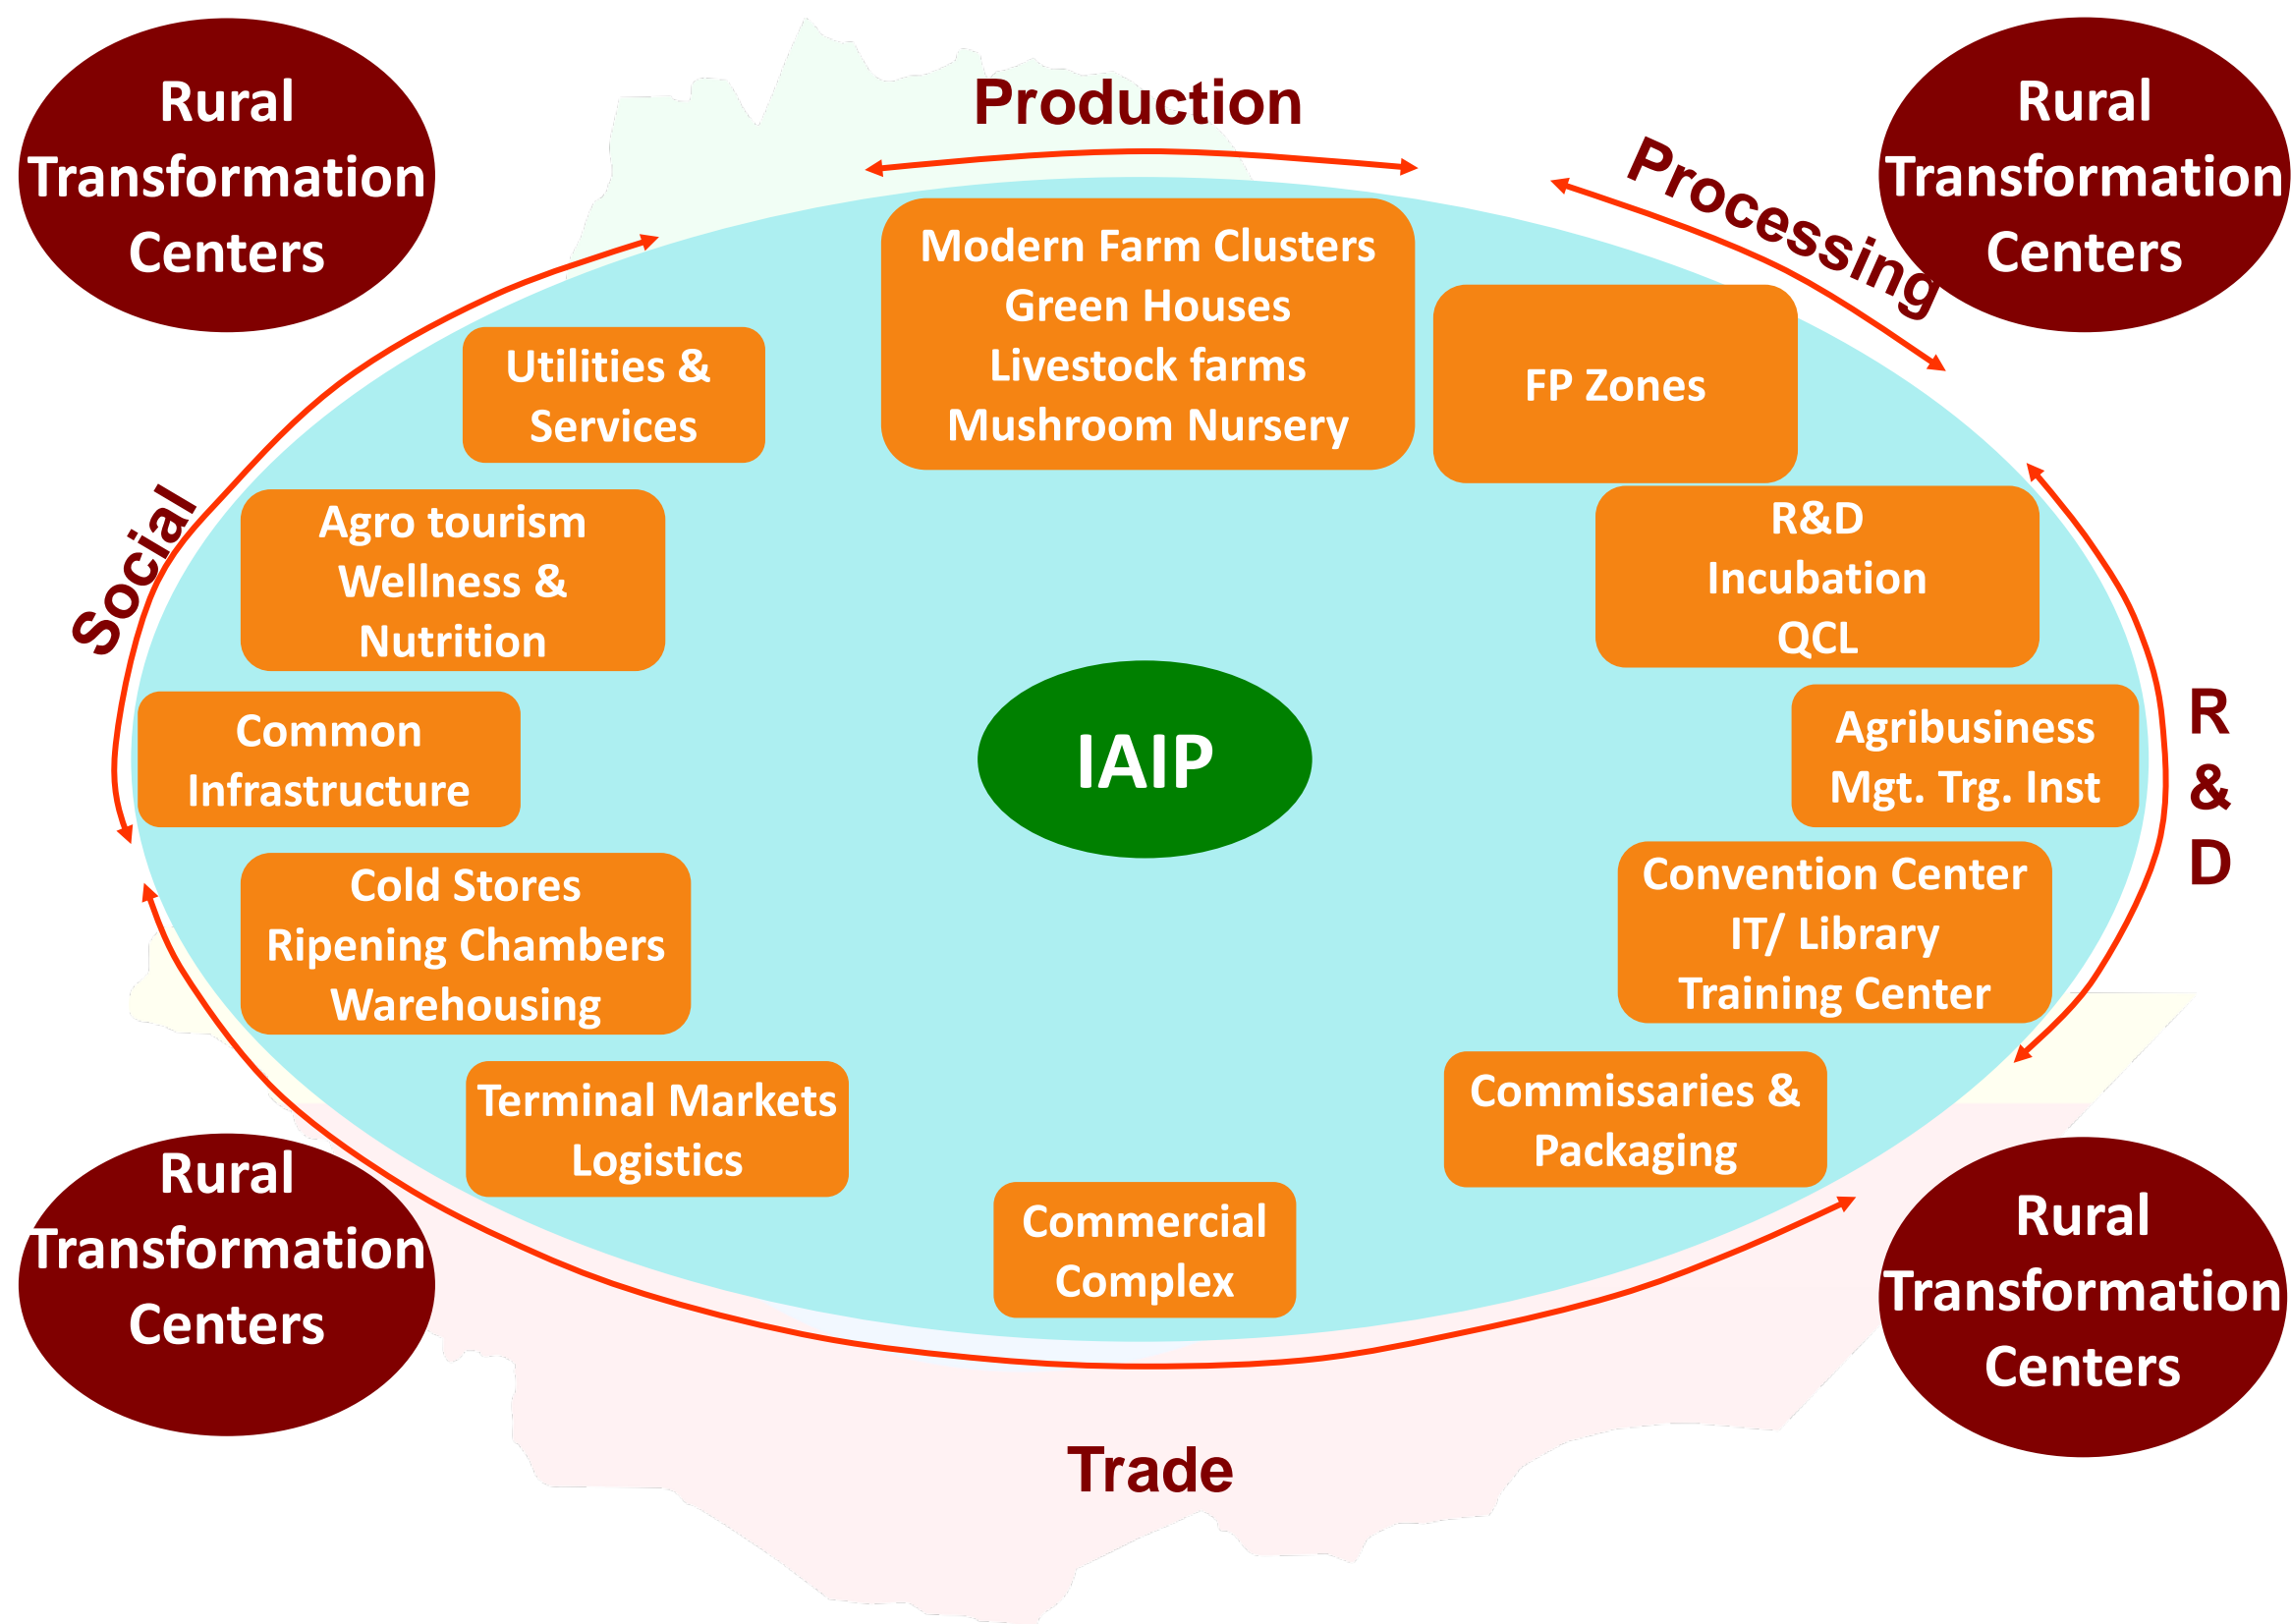 Rural
Transformation
Centers
Production
Processing
Rural
Transformation
Centers
Modern Farm Clusters
Green Houses
Livestock farms
Mushroom Nursery
Utilities &
Services
FP Zones
Social
Agro tourism
Wellness &
Nutrition
R&D
Incubation
QCL
Common
Infrastructure
IAIP
Agribusiness
Mgt. Trg. Inst
R
&
D
Cold Stores
Ripening Chambers
Warehousing
Convention Center
IT/ Library
Training Center
Terminal Markets
Logistics
Commissaries &
Packaging
Commercial
Complex
Rural
Transformation
Centers
Rural
Transformation
Centers
Trade